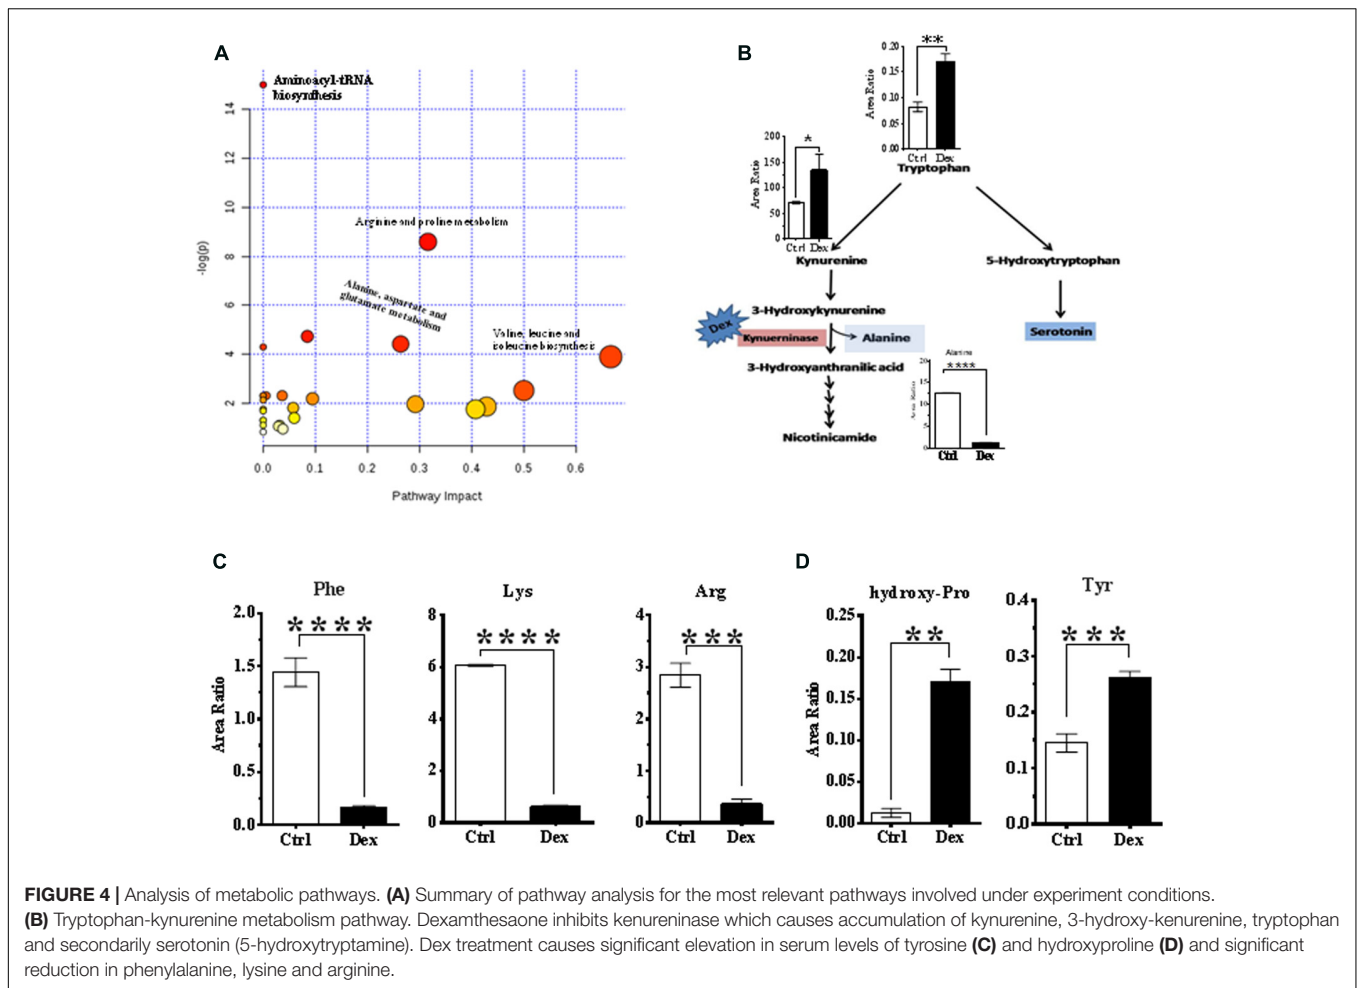 A
Aminoacyl-tRNA
biosynthesis
14
12
10
8
6
4
2
-log(p)
Arginine and proline metabolism
Alanine, aspartate and
glutamate metabolism
Valine, leucine and
isoleucine biosynthesis
0.0 0.1 0.2 0.3 0.4 0.5 0.6
Pathway Impact
B
**
0.20
0.15
0.10
0.05
0.00
Area Ratio
Ctrl Dex
Tryptophan
*
200
150
100
50
0
Area Ratio
Ctrl Dex
Kynurenine
5-Hydroxytryptophan
3-Hydroxykynurenine
Dex
Kynuerninase
Alanine
Serotonin
3-Hydroxyanthranilic acid
Nicotinicamide
Alanine
****
20
15
10
5
0
Area Ratio
Ctrl Dex
C
Phe
****
2.0
1.5
1.0
0.5
0.0
Area Ratio
Ctrl Dex
Lys
****
8
6
4
2
0
Ctrl Dex
Arg
***
4
3
2
1
0
Ctrl Dex
D
hydroxy-Pro
**
0.25
0.20
0.15
0.10
0.05
0.00
Area Ratio
Ctrl Dex
Tyr
***
0.4
0.3
0.2
0.1
0.0
Ctrl Dex
FIGURE 4 | Analysis of metabolic pathways. (A) Summary of pathway analysis for the most relevant pathways involved under experiment conditions.
(B) Tryptophan-kynurenine metabolism pathway. Dexamthesaone inhibits kenureninase which causes accumulation of kynurenine, 3-hydroxy-kenurenine, tryptophan
and secondarily serotonin (5-hydroxytryptamine). Dex treatment causes significant elevation in serum levels of tyrosine (C) and hydroxyproline (D) and significant
reduction in phenylalanine, lysine and arginine.